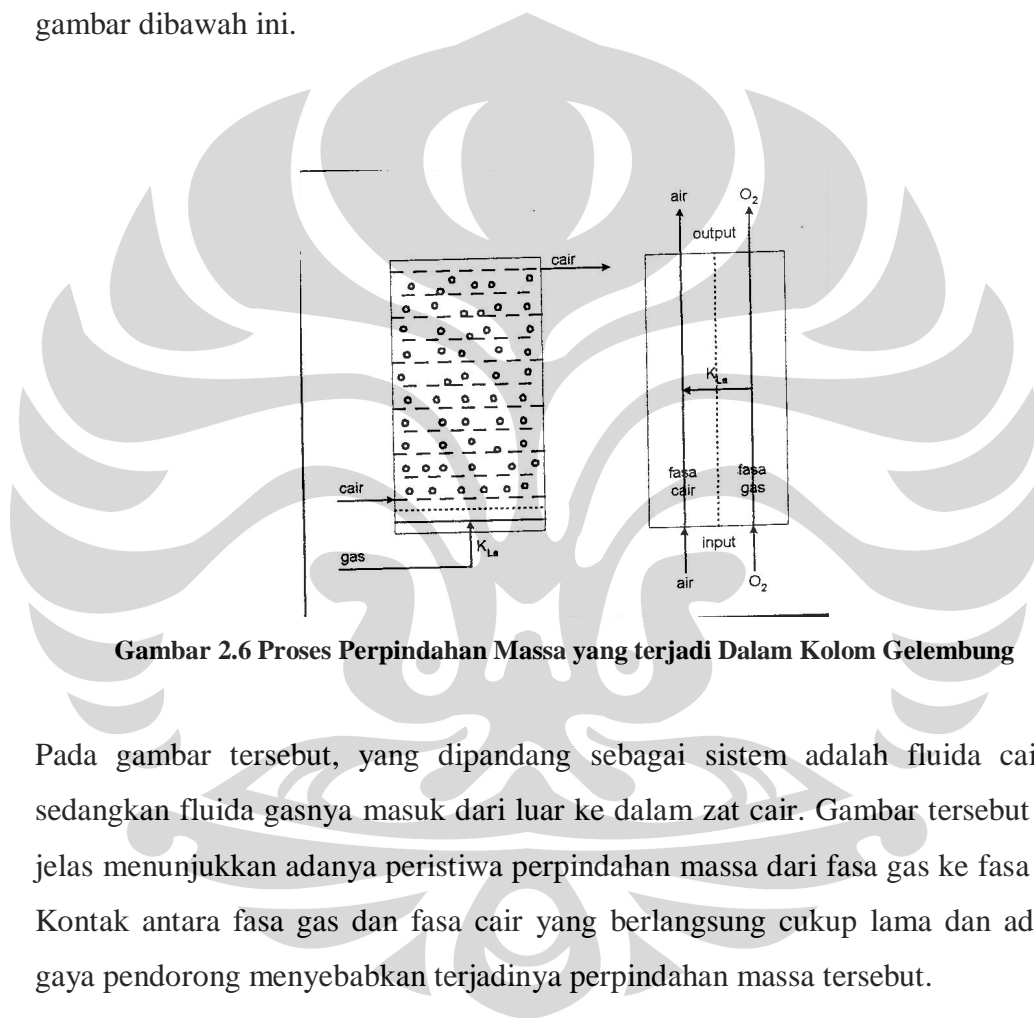 gambar dibawah ini.
air
O2
output
cair
KLa
fasa
cair
fasa
gas
cair
gas
KLa
input
air
O2
Gambar 2.6 Proses Perpindahan Massa yang terjadi Dalam Kolom Gelembung
Pada gambar tersebut, yang dipandang sebagai sistem adalah fluida cai
sedangkan fluida gasnya masuk dari luar ke dalam zat cair. Gambar tersebut
jelas menunjukkan adanya peristiwa perpindahan massa dari fasa gas ke fasa
Kontak antara fasa gas dan fasa cair yang berlangsung cukup lama dan ad
gaya pendorong menyebabkan terjadinya perpindahan massa tersebut.